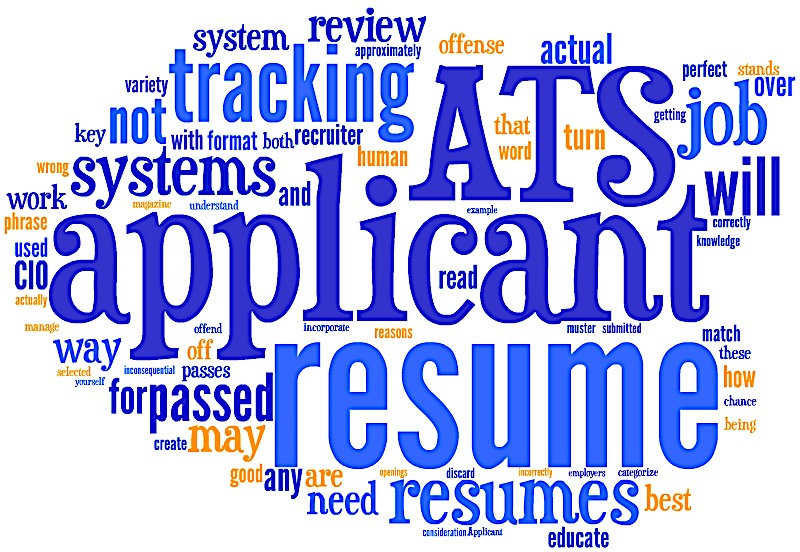 system
review
approximately
offense
actual
perfect
stands
over
variety
tracking
ATS
getting
job
key
not
with format
both
recruiter
human
that
word
turn
wrong
systems
and
will
work
magazine
understand
example
correctly
phrase
applicant
knowledge
used
CIO
read
actually
manage
offend
incorporate
reasons
muster
submitted
match
way
off
resume
these
selected
yourself
inconsequential
passes
how
for
passed
chance
create
may
being
good
any
are
openings
discard
incorrectly
employers
categorize
need
resumes
best
consideration
Applicant
educate